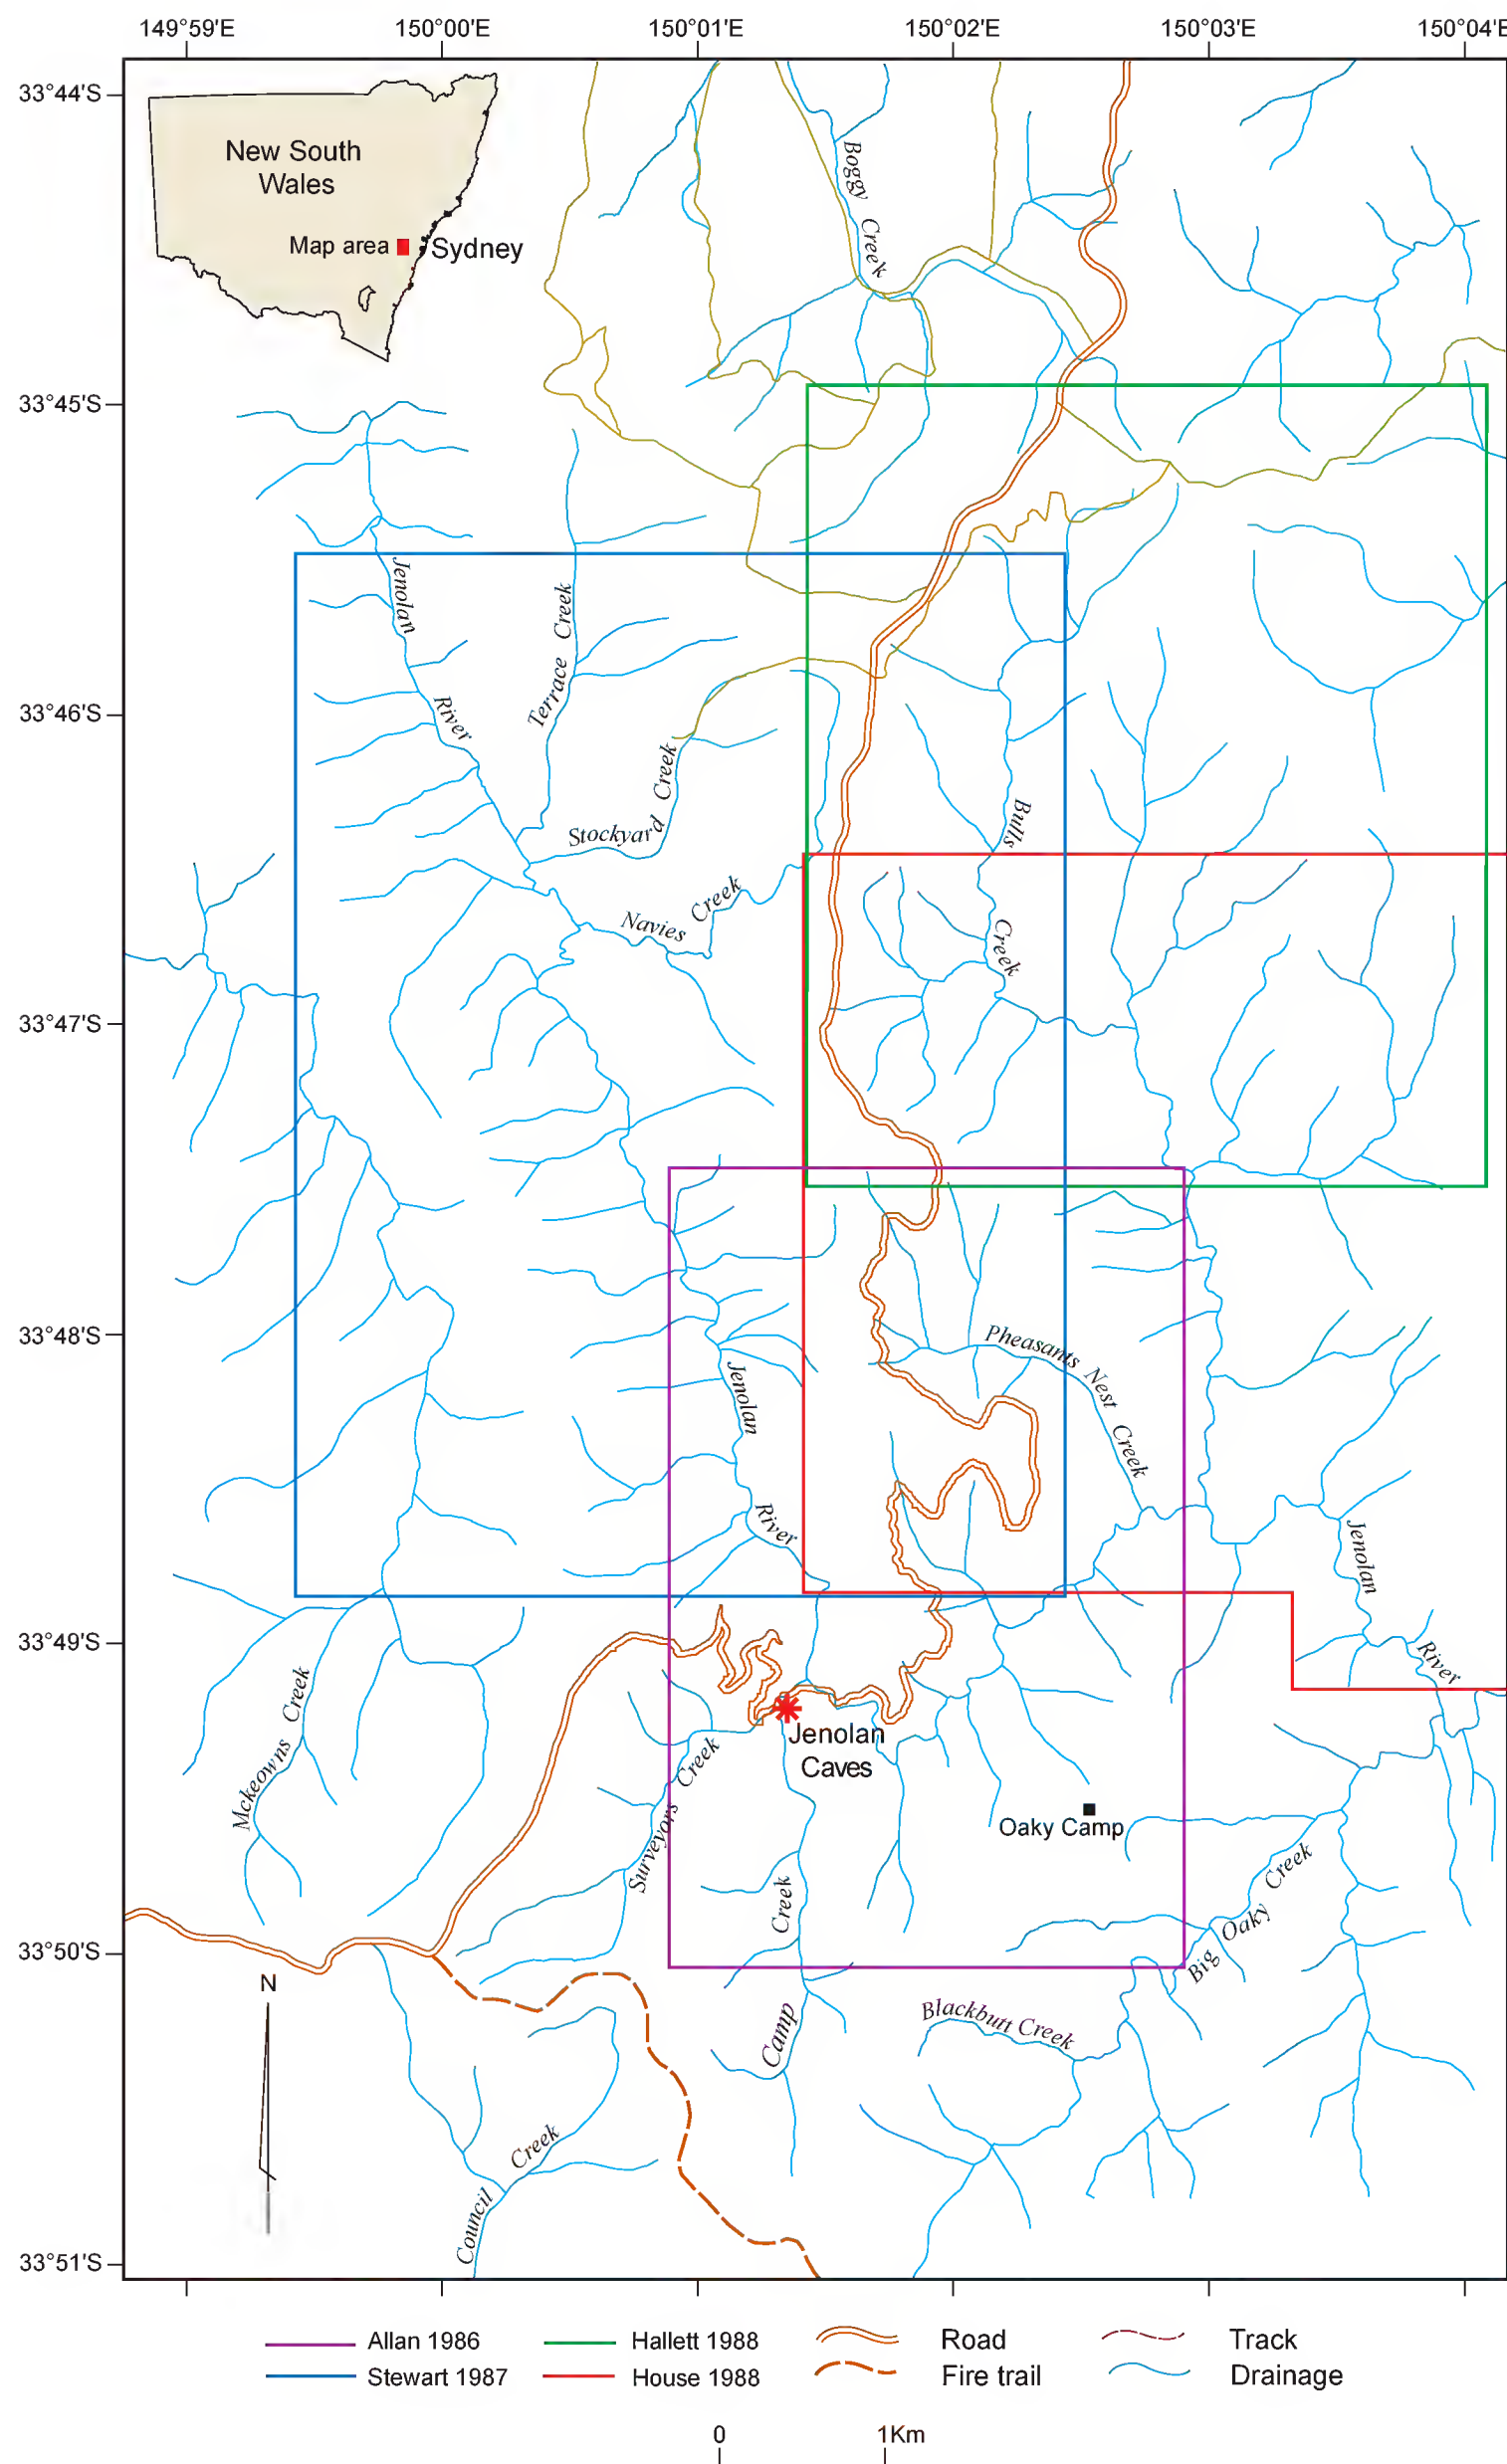 149°59'E 150°00'E 150°01'E 150°02'E 150°03'E 150°04'E
33°44'S
New South
Wales
Map area
Sydney
Boggy Creek
33°45'S
Jenolan River
Terrace Creek
33°46'S
Stockyard Creek
Bulls Creek
Navies Creek
33°47'S
33°48'S
Pheasants Nest Creek
Jenolan River
Jenolan River
33°49'S
Mckeowns Creek
Jenolan
Caves
Surveyors Creek
Oaky Camp
Big Oaky Creek
33°50'S
N
Camp Creek
Blackbutt Creek
Council Creek
33°51'S
Allan 1986
Hallett 1988
Road
Track
Stewart 1987
House 1988
Fire trail
Drainage
0 1Km